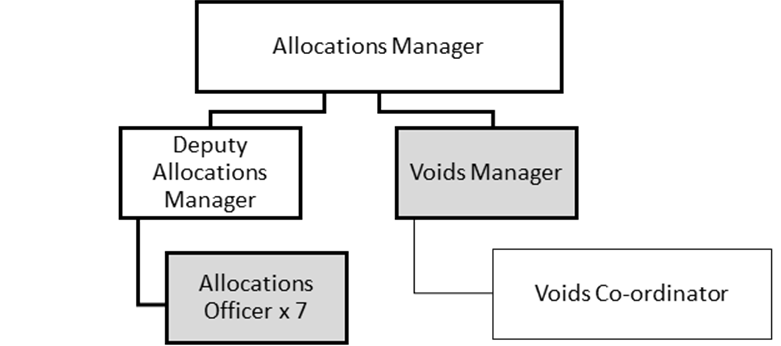 Allocations Manager
Deputy
Allocations
Manager
Voids Manager
Allocations
Officer x 7
Voids Co-ordinator